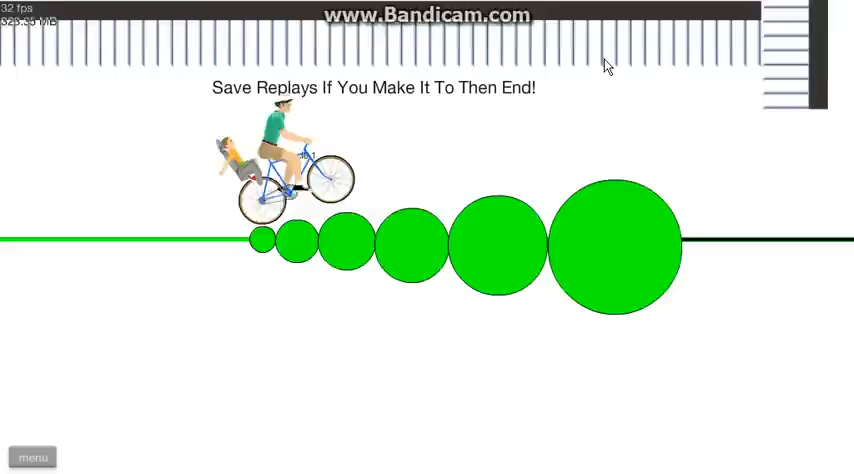 32 fps
www.Bandicam.com
Save Replays If You Make It To Then End!
menu